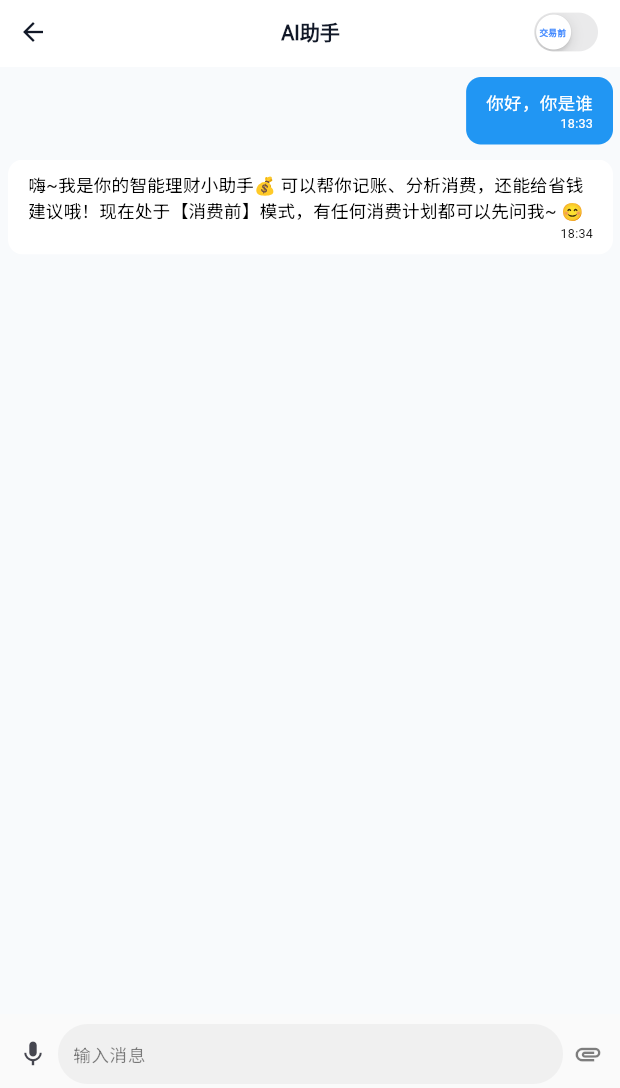 AI助手
交易前
你好，你是谁
18:33
嗨~我是你的智能理财小助手💰 可以帮你记账、分析消费，还能给省钱
建议哦！现在处于【消费前】模式，有任何消费计划都可以先问我~ 😊
18:34
输入消息